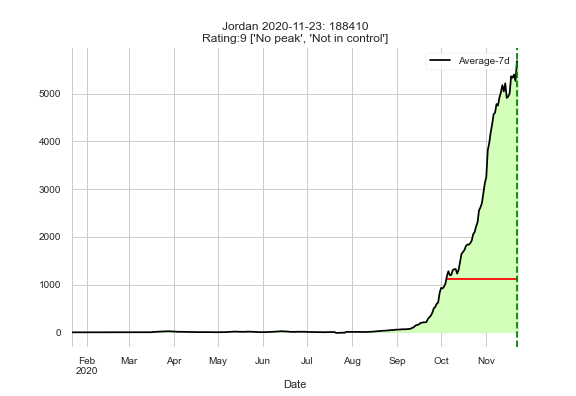 Jordan 2020-11-23: 188410
Rating:9 ['No peak', 'Not in control']
Average-7d
5000
4000
3000
2000
1000
0
Feb Mar Apr May Jun Jul Aug Sep Oct Nov
2020
Date